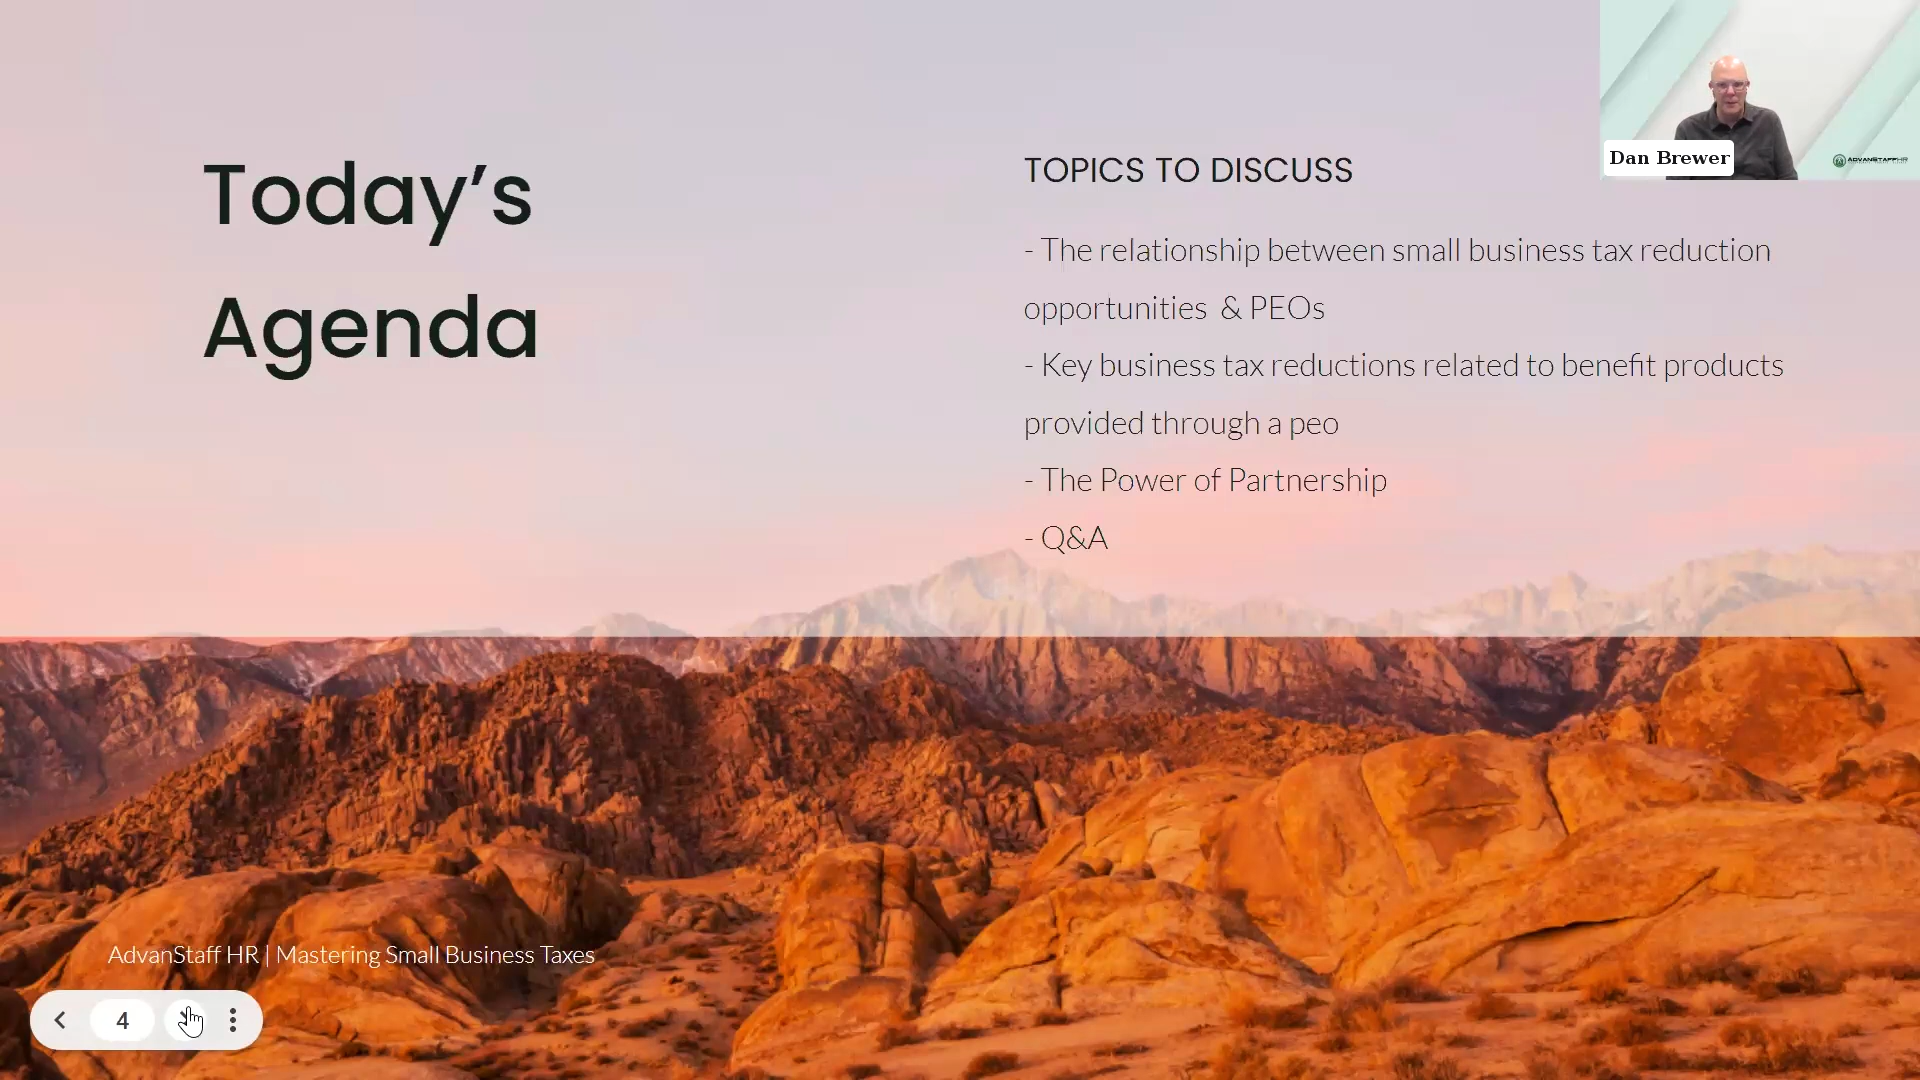 Today’s
Agenda
TOPICS TO DISCUSS
- The relationship between small business tax reduction
opportunities & PEOs
- Key business tax reductions related to benefit products
provided through a peo
- The Power of Partnership
- Q&A
Dan Brewer
ADVANSTAFFHR
AdvanStaff HR | Mastering Small Business Taxes
4